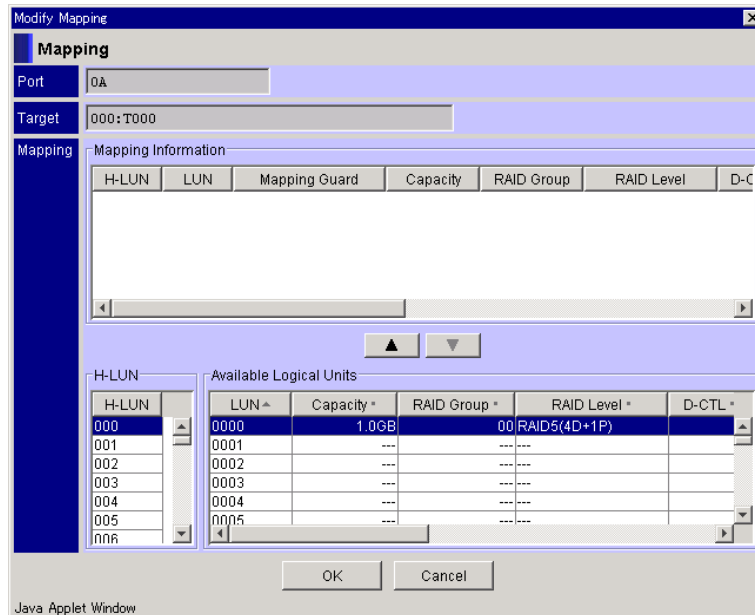 Modify Mapping
Mapping
Port 0A
Target 000:T000
Mapping Mapping Information
H-LUN LUN Mapping Guard Capacity RAID Group RAID Level D-C
▲ ▼
H-LUN Available Logical Units
H-LUN LUN Capacity RAID Group RAID Level D-CTL
000 0000 1.0GB 00 RAID5(4D+1P)
001 0001 --- --- ---
002 0002 --- --- ---
003 0003 --- --- ---
004 0004 --- --- ---
005 0005 --- --- ---
006
OK Cancel
Java Applet Window